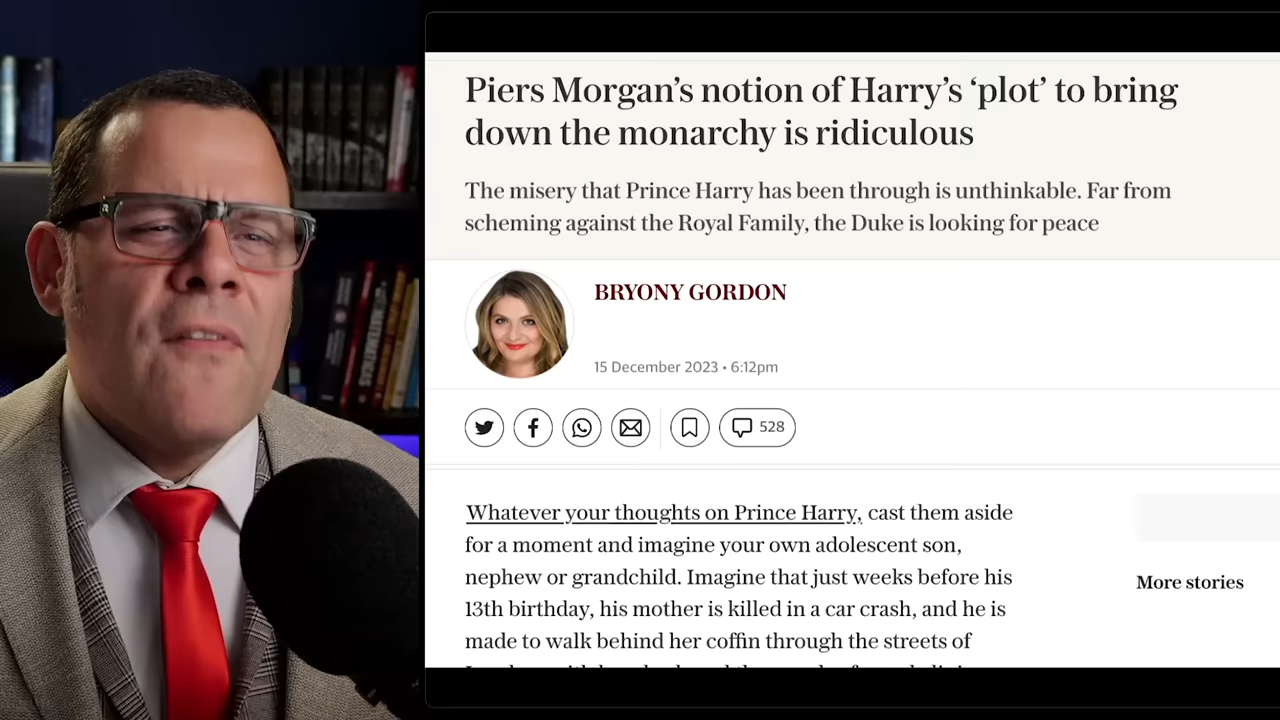 Piers Morgan's notion of Harry's ‘plot’ to bring
down the monarchy is ridiculous
The misery that Prince Harry has been through is unthinkable. Far from
scheming against the Royal Family, the Duke is looking for peace
BRYONY GORDON
15 December 2023 • 6:12pm
528
Whatever your thoughts on Prince Harry, cast them aside
for a moment and imagine your own adolescent son,
nephew or grandchild. Imagine that just weeks before his
13th birthday, his mother is killed in a car crash, and he is
made to walk behind her coffin through the streets of
More stories